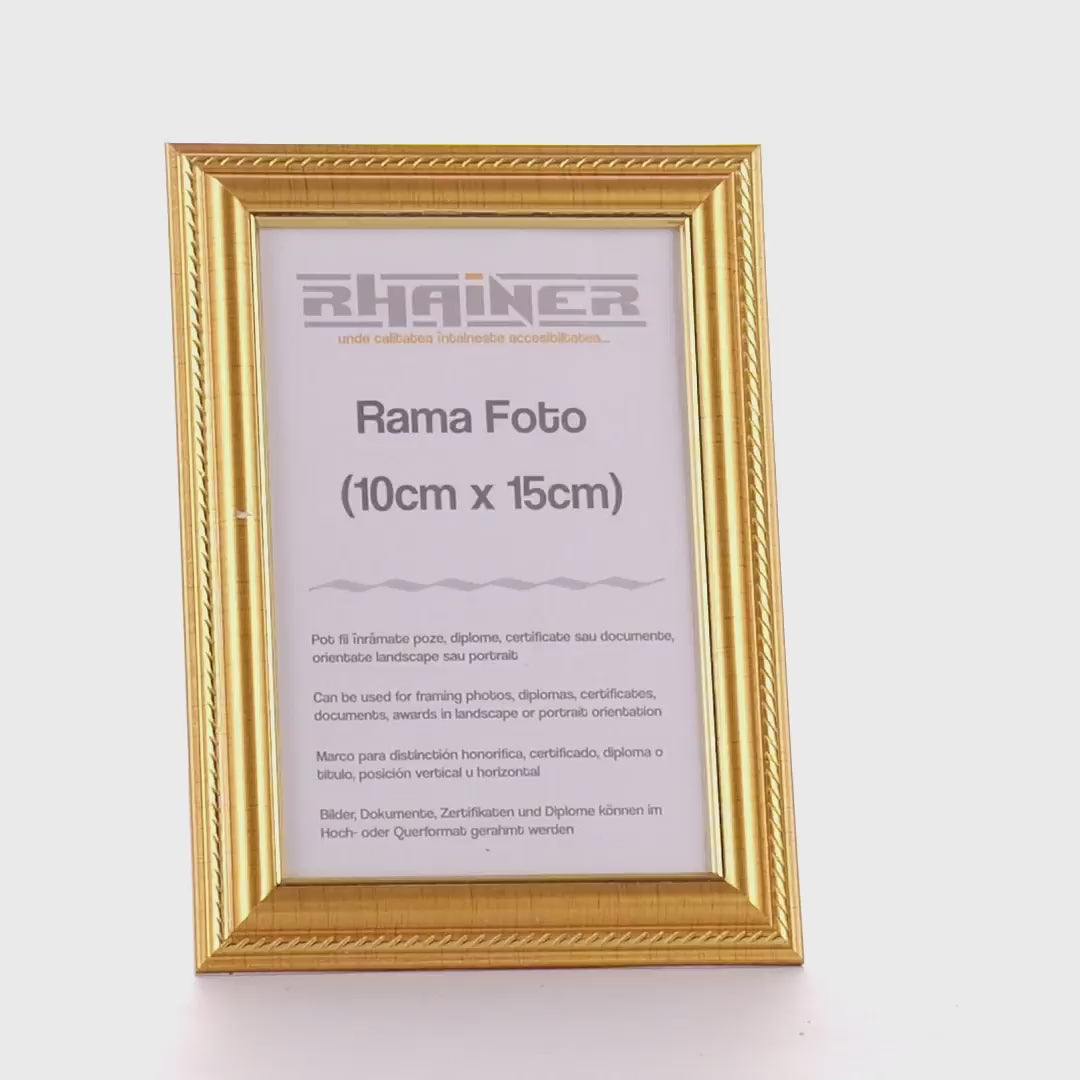 RHAINER
unde calitatea întalneste accesibilitatea...
Rama Foto
(10cm x 15cm)
Pot fi înrămate poze, diplome, certificate sau documente,
orientate landscape sau portrait
Can be used for framing photos, diplomas, certificates,
documents, awards in landscape or portrait orientation
Marco para distinctión honorifica, certificado, diploma o
titulo, posición vertical u horizontal
Bilder, Dokumente, Zertifikaten und Diplome können im
Hoch- oder Querformat gerahmt werden